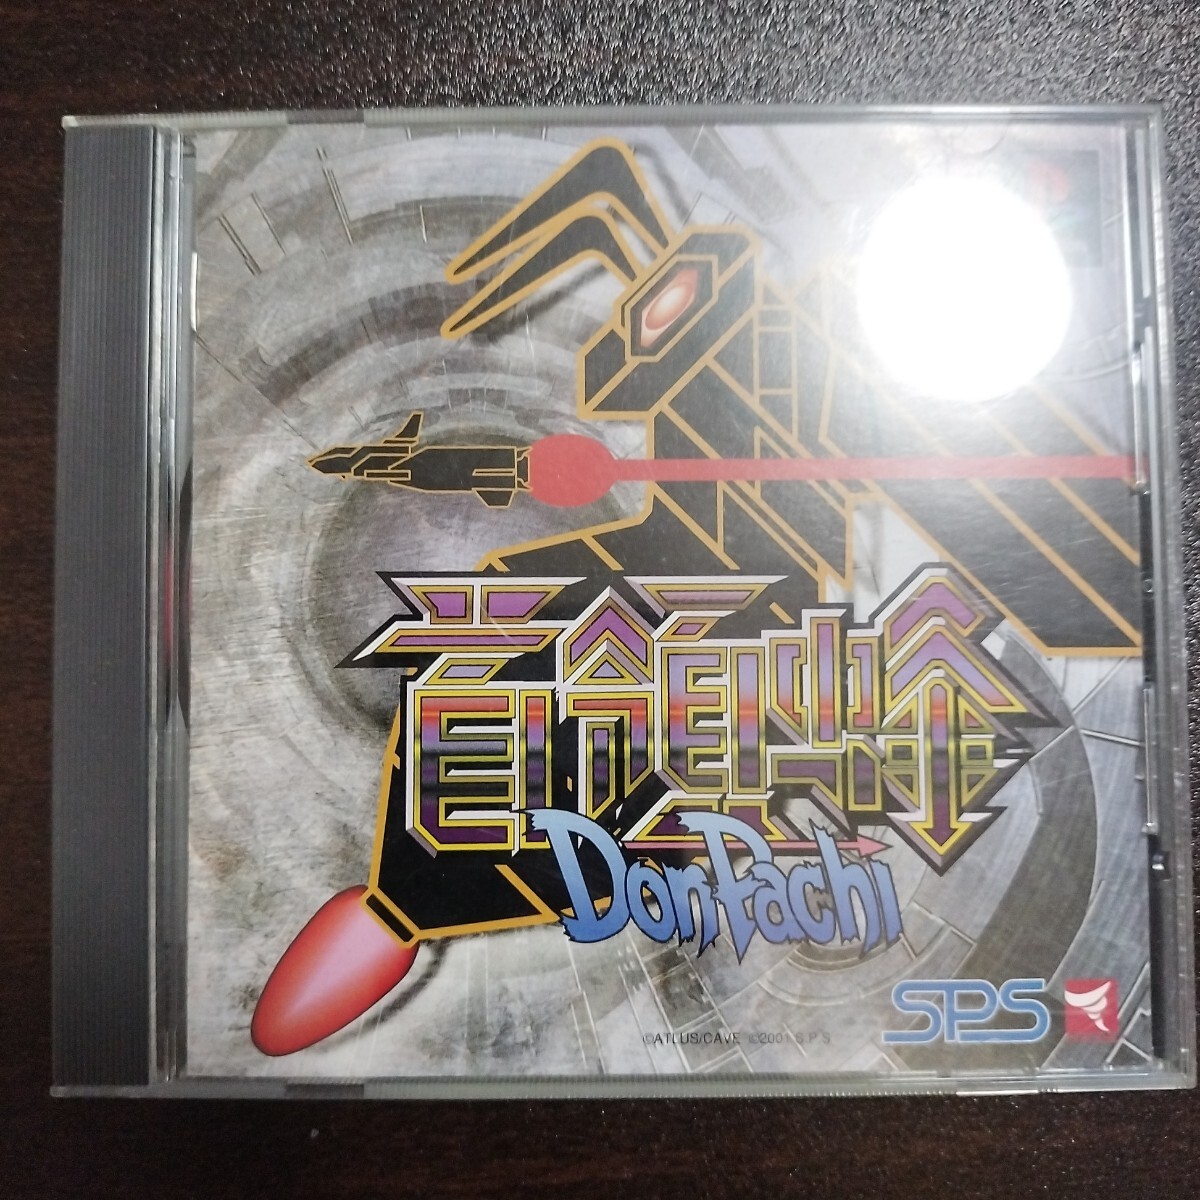 首領蜂
DonPachi
SPS
©ATLUS/CAVE ©2001 S.P.S